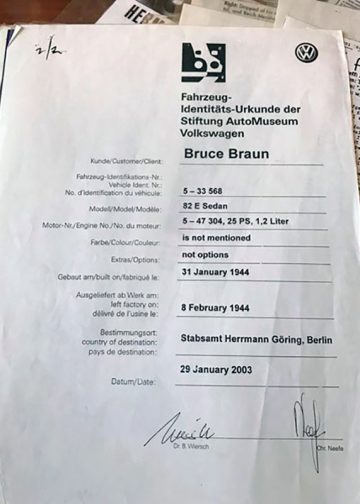 2/2
Fahrzeug-
Identitäts-Urkunde der
Stiftung AutoMuseum
Volkswagen
Kunde/Customer/Client: Bruce Braun
Fahrzeug-Identifikations-Nr.:
Vehicle Ident. Nr.:
No. d'identification du véhicule: 5 – 33 568
Modell/Model/Modèle: 82 E Sedan
Motor-Nr./Engine No./No. du moteur: 5 – 47 304, 25 PS, 1,2 Liter
Farbe/Colour/Couleur: is not mentioned
Extras/Options: not options
Gebaut am/built on/fabriqué le: 31 January 1944
Ausgeliefert ab Werk am:
left factory on:
délivré de l'usine le: 8 February 1944
Bestimmungsort:
country of destination: Stabsamt Herrmann Göring, Berlin
pays de destination:
29 January 2003
Datum/Date:
Dr. B. Wiersch
Chr. Neefe